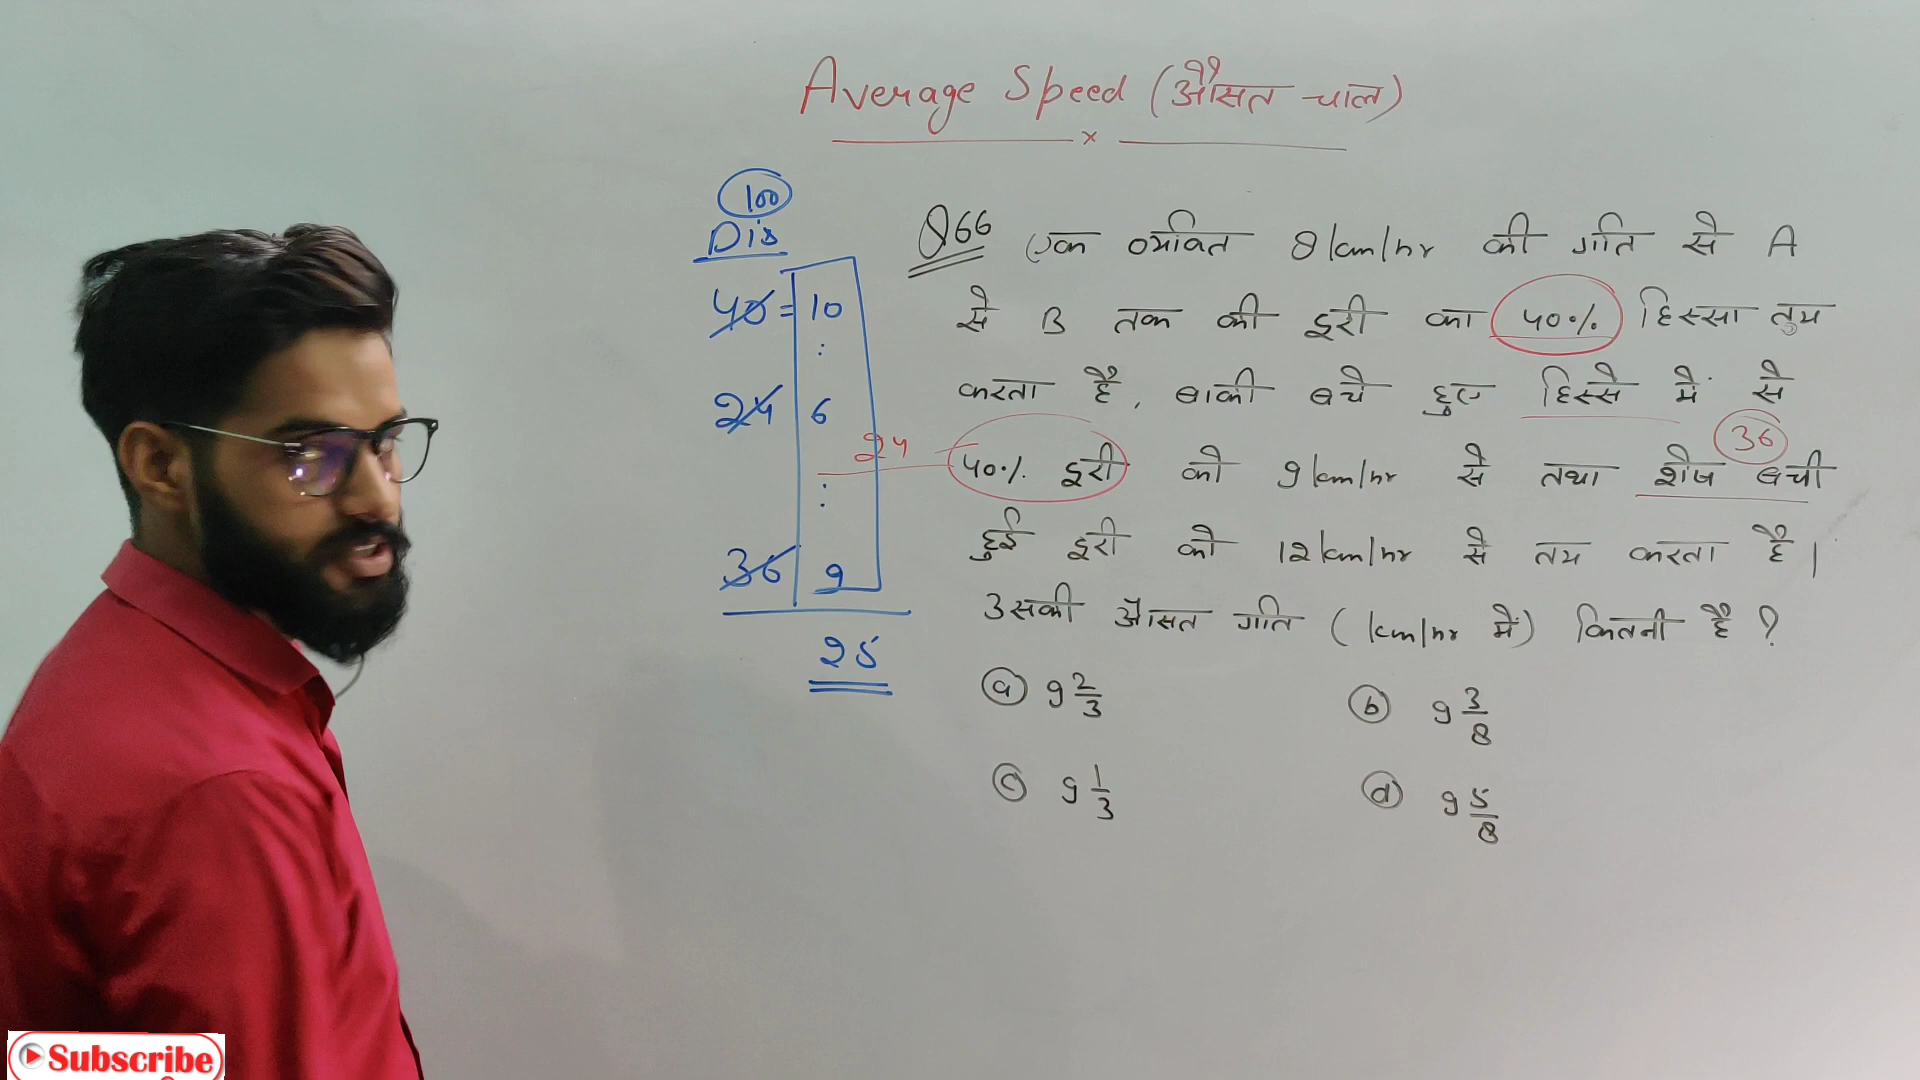 Average Speed (औसत चाल)
x
100
Dis
40 = 10
:
24 6
:
36 9
25
Q66 एक व्यक्ति 8 km/hr की गति से A
से B तक की दूरी का 40% हिस्सा तय
करता है, बाकी बचे हुए हिस्से में से
24 36
40% दूरी को 9 km/hr से तथा शेष बची
हुई दूरी को 12 km/hr से तय करता है।
उसकी औसत गति ( km/hr में) कितनी है ?
(a) 9 2/3 (b) 9 3/8
(c) 9 1/3 (d) 9 5/8
Subscribe